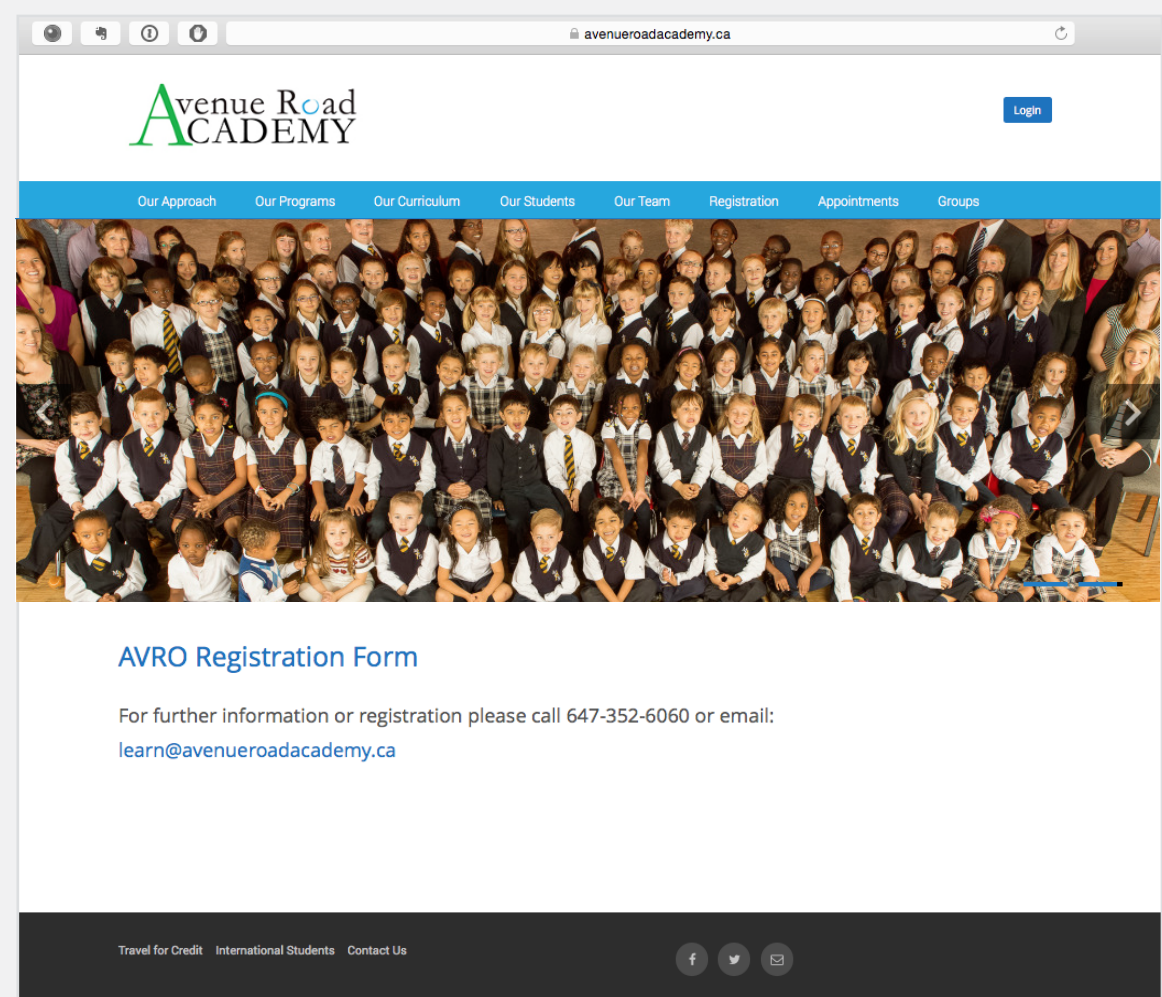 avenueroadacademy.ca
Avenue Road
ACADEMY
Login
Our Approach Our Programs Our Curriculum Our Students Our Team Registration Appointments Groups
AVRO Registration Form
For further information or registration please call 647-352-6060 or email:
learn@avenueroadacademy.ca
Travel for Credit International Students Contact Us